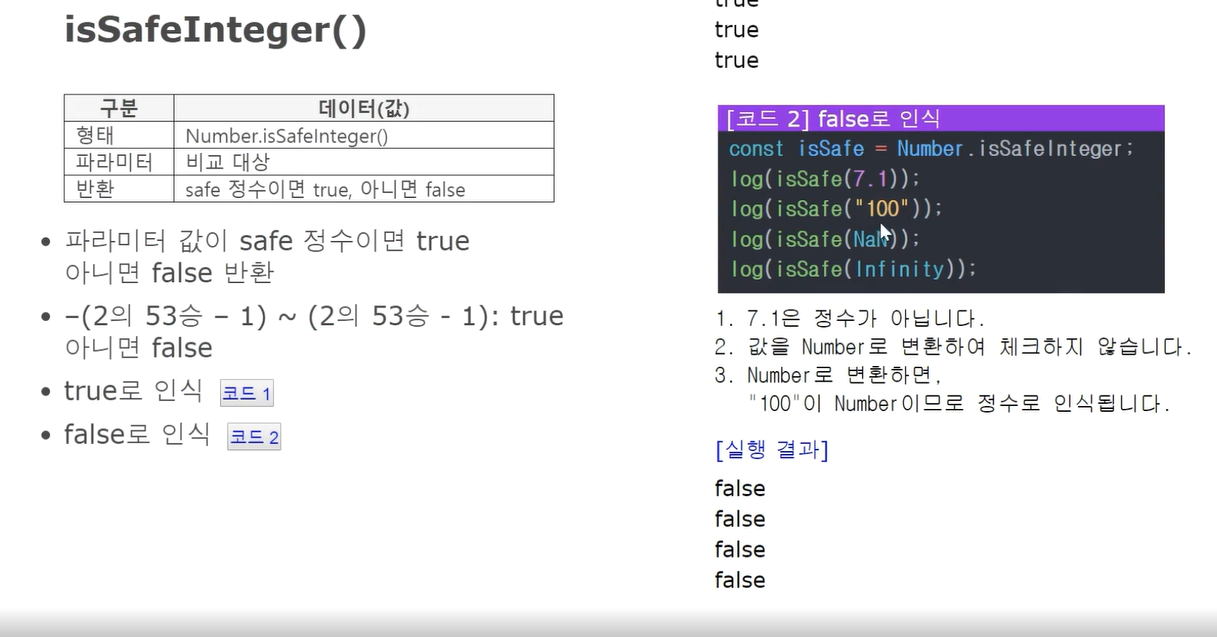 isSafeInteger()
구분 데이터(값)
형태 Number.isSafeInteger()
파라미터 비교 대상
반환 safe 정수이면 true, 아니면 false
• 파라미터 값이 safe 정수이면 true
아니면 false 반환
• –(2의 53승 – 1) ~ (2의 53승 - 1): true
아니면 false
• true로 인식 코드 1
• false로 인식 코드 2
true
true
true
[코드 2] false로 인식
const isSafe = Number.isSafeInteger;
log(isSafe(7.1));
log(isSafe("100"));
log(isSafe(NaN));
log(isSafe(Infinity));
1. 7.1은 정수가 아닙니다.
2. 값을 Number로 변환하여 체크하지 않습니다.
3. Number로 변환하면,
"100"이 Number이므로 정수로 인식됩니다.
[실행 결과]
false
false
false
false